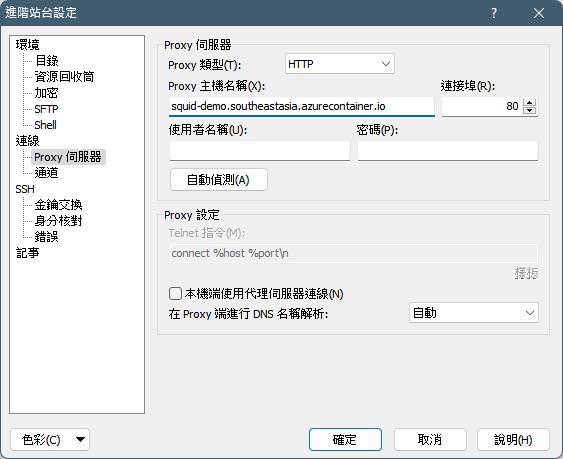 進階站台設定
?
環境
目錄
資源回收筒
加密
SFTP
Shell
連線
Proxy 伺服器
通道
SSH
金鑰交換
身分核對
錯誤
記事
Proxy 伺服器
Proxy 類型(T): HTTP
Proxy 主機名稱(X): 連接埠(R):
squid-demo.southeastasia.azurecontainer.io 80
使用者名稱(U): 密碼(P):
自動偵測(A)
Proxy 設定
Telnet 指令(M):
connect %host %port\n
樣板
本機端使用代理伺服器連線(N)
在 Proxy 端進行 DNS 名稱解析: 自動
色彩(C) 確定 取消 說明(H)